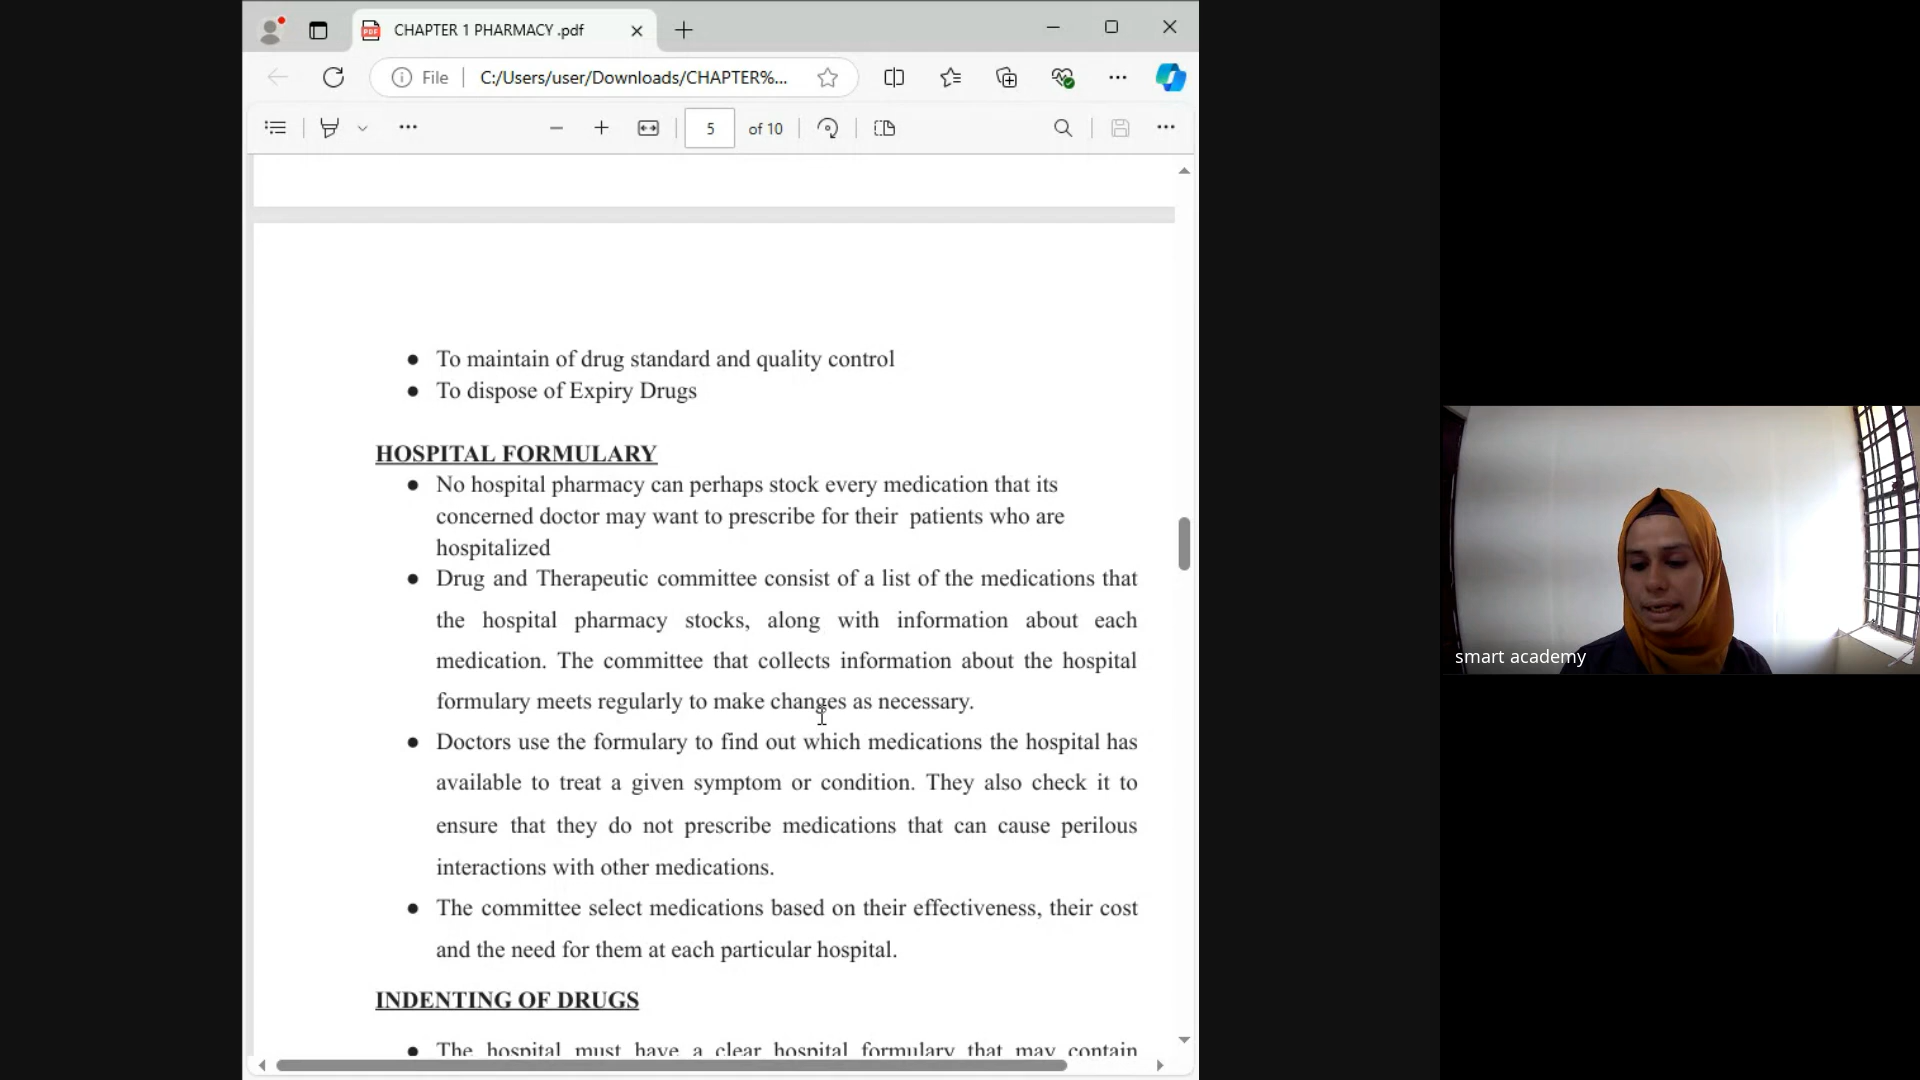 CHAPTER 1 PHARMACY .pdf
File
C:/Users/user/Downloads/CHAPTER%...
5 of 10
● To maintain of drug standard and quality control
● To dispose of Expiry Drugs
HOSPITAL FORMULARY
● No hospital pharmacy can perhaps stock every medication that its
concerned doctor may want to prescribe for their patients who are
hospitalized
● Drug and Therapeutic committee consist of a list of the medications that
the hospital pharmacy stocks, along with information about each
medication. The committee that collects information about the hospital
formulary meets regularly to make changes as necessary.
● Doctors use the formulary to find out which medications the hospital has
available to treat a given symptom or condition. They also check it to
ensure that they do not prescribe medications that can cause perilous
interactions with other medications.
● The committee select medications based on their effectiveness, their cost
and the need for them at each particular hospital.
INDENTING OF DRUGS
● The hospital must have a clear hospital formulary that may contain
smart academy